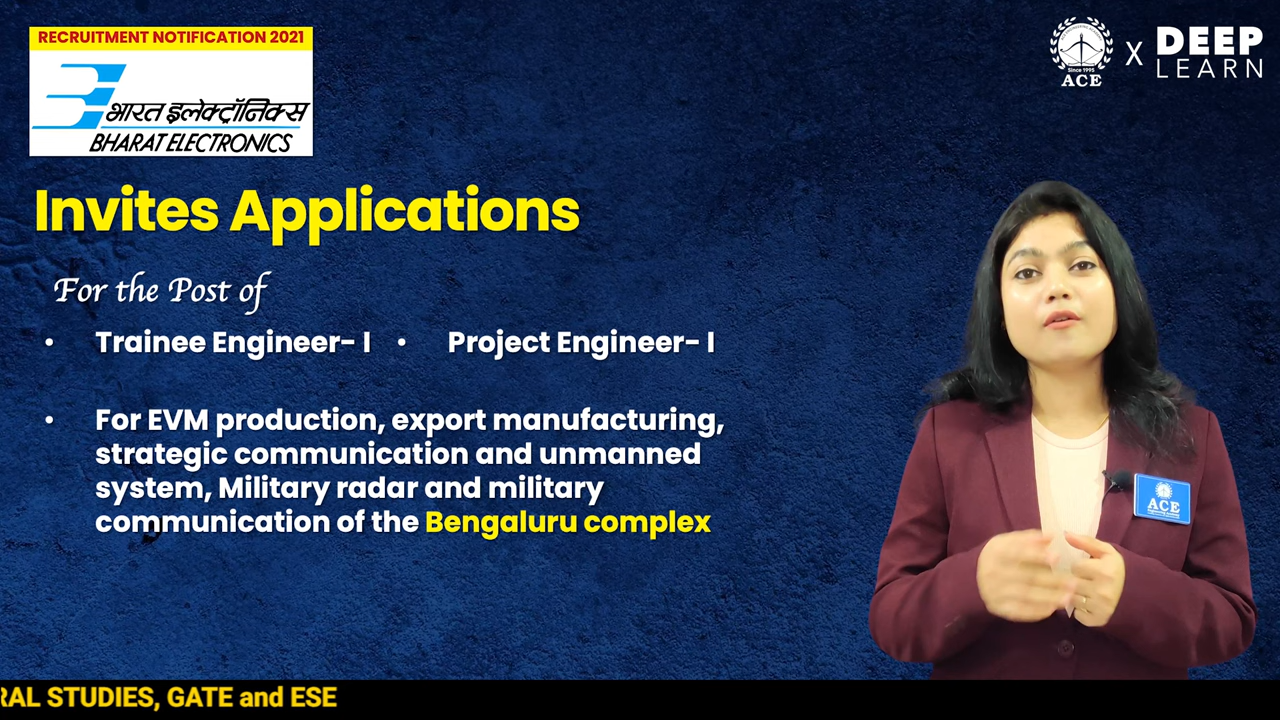 RECRUITMENT NOTIFICATION 2021
भारत इलेक्ट्रॉनिक्स
BHARAT ELECTRONICS
Since 1995
ACE
X
DEEP
LEARN
Invites Applications
For the Post of
• Trainee Engineer- I • Project Engineer- I
• For EVM production, export manufacturing,
strategic communication and unmanned
system, Military radar and military
communication of the Bengaluru complex
ACE
RAL STUDIES, GATE and ESE